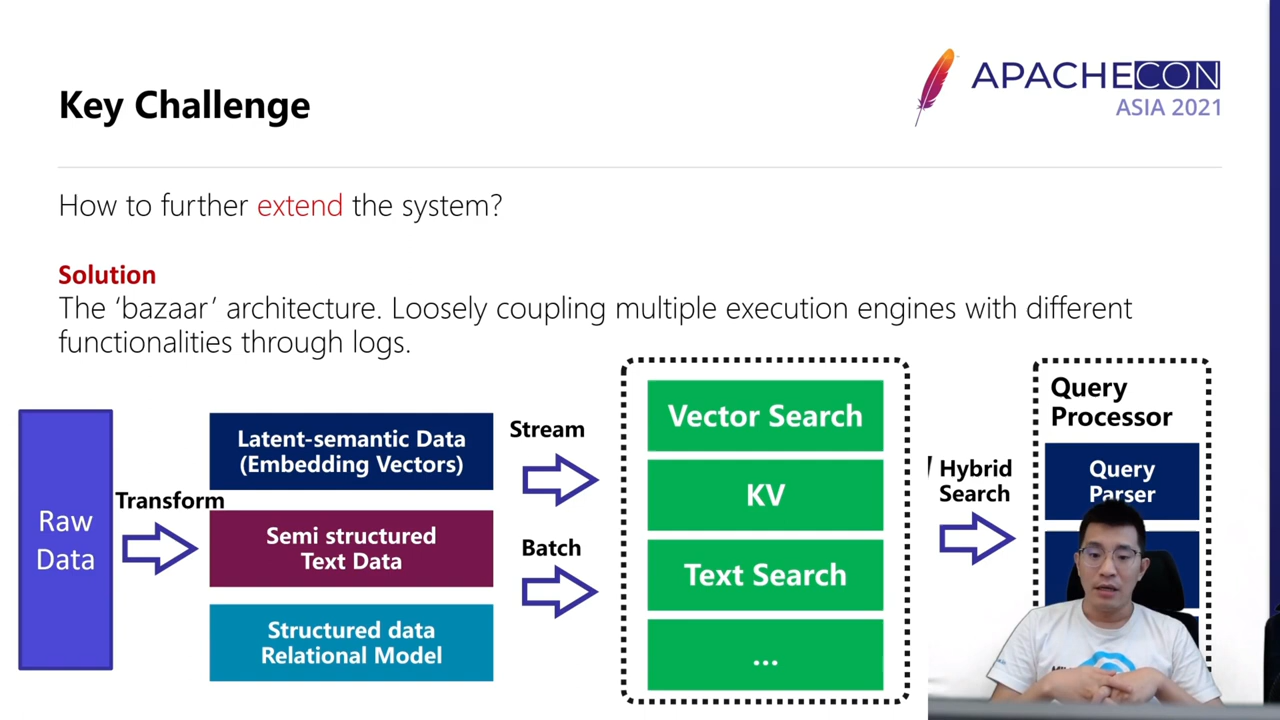 APACHECON
ASIA 2021
Key Challenge
How to further extend the system?
Solution
The ‘bazaar’ architecture. Loosely coupling multiple execution engines with different
functionalities through logs.
Raw
Data
Transform
Latent-semantic Data
(Embedding Vectors)
Semi structured
Text Data
Structured data
Relational Model
Stream
Batch
Vector Search
KV
Text Search
...
Hybrid
Search
Query
Processor
Query
Parser